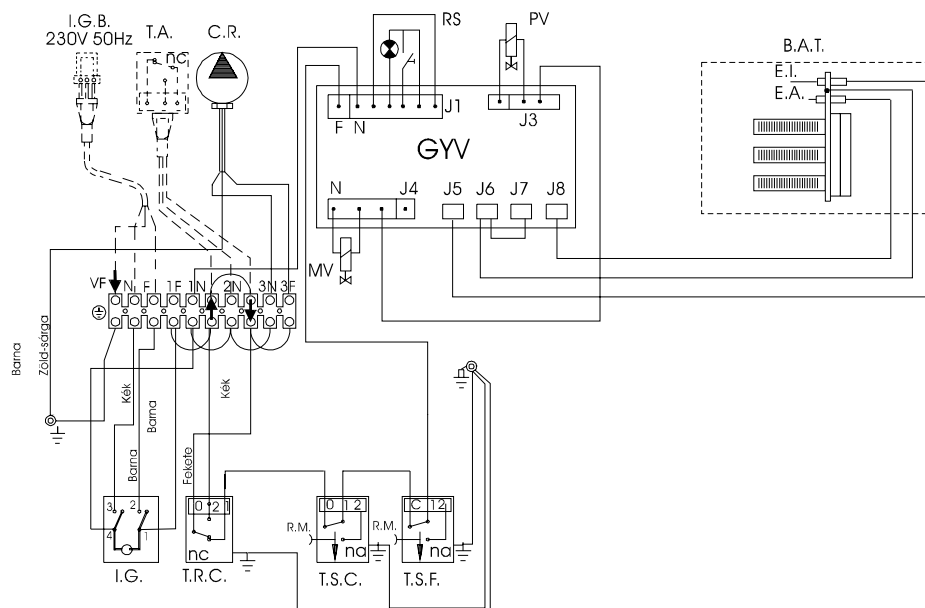 I.G.B.
230V 50Hz
T.A.
nc
C.R.
RS
PV
B.A.T.
E.I.
E.A.
J1
F N
J3
GYV
N
J4
J5
J6
J7
J8
MV
VF
N
F
1F
1N
2N
3N
3F
Barna
Zöld-sárga
Kék
Barna
Kék
Barna
Fekete
3
2
4
1
I.G.
0
2
1
nc
T.R.C.
0
1
2
R.M.
na
T.S.C.
C
1
2
R.M.
na
T.S.F.